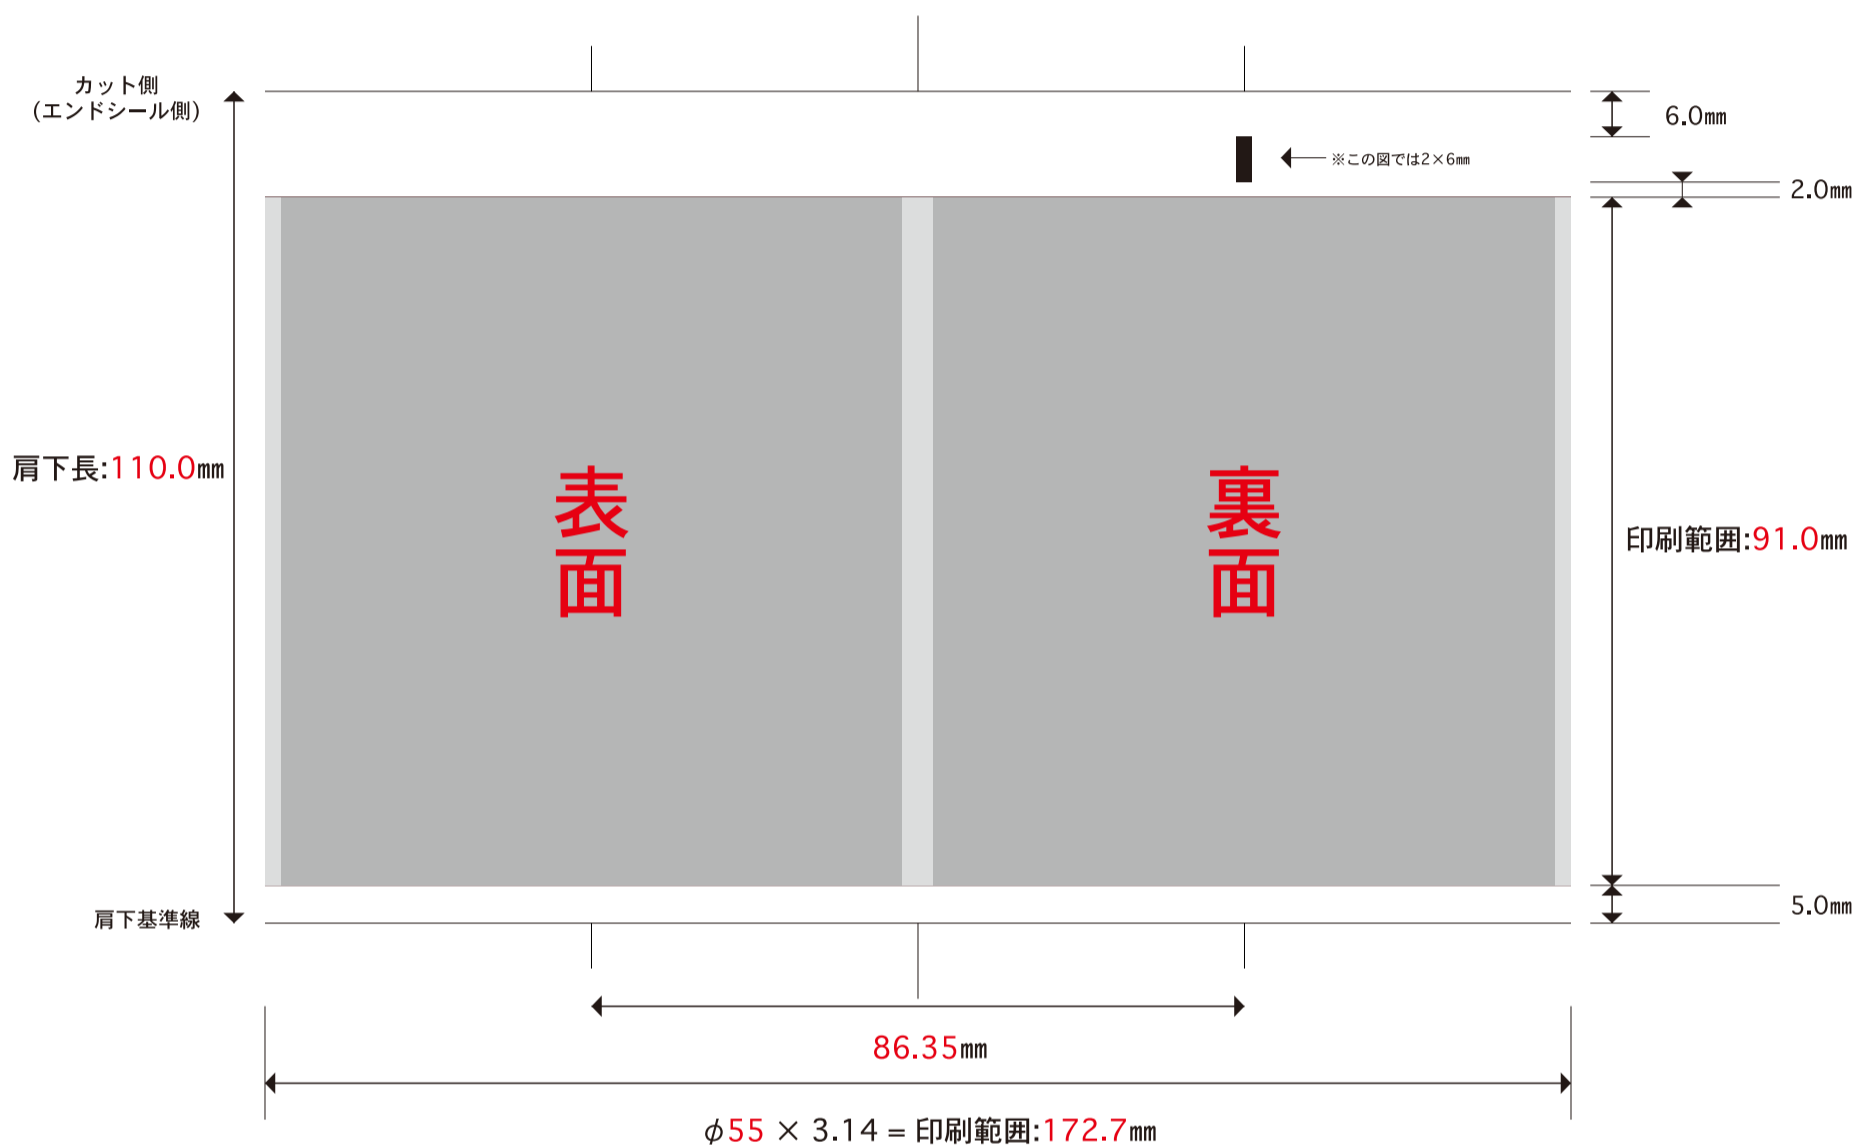 カット側
(エンドシール側)
6.0mm
※この図では2×6mm
2.0mm
肩下長:110.0mm
表面
裏面
印刷範囲:91.0mm
肩下基準線
5.0mm
86.35mm
φ55 × 3.14 = 印刷範囲:172.7mm